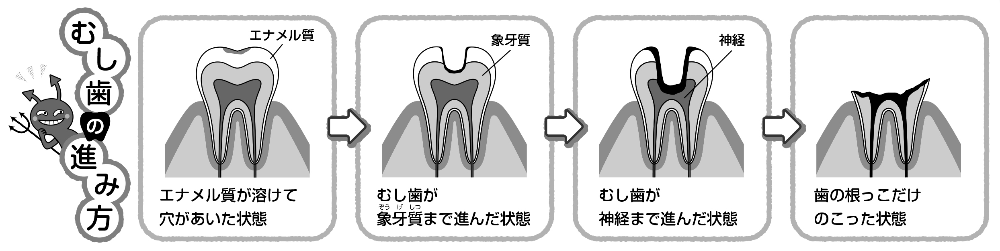 むし歯の進み方
エナメル質
エナメル質が溶けて
穴があいた状態
象牙質
むし歯が
ぞう げ しつ
象牙質まで進んだ状態
神経
むし歯が
神経まで進んだ状態
歯の根っこだけ
のこった状態